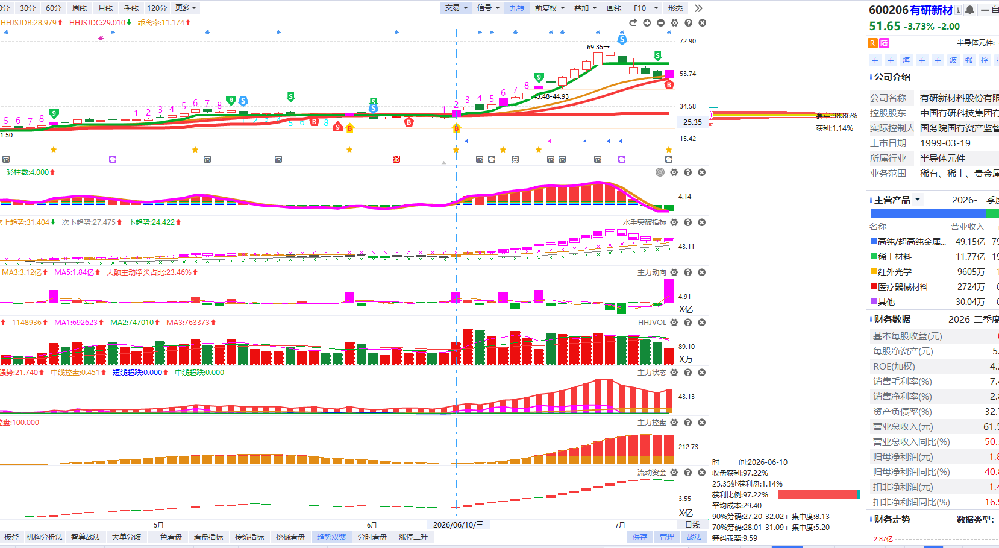 0分 30分 60分 周线 月线 季线 120分 更多
交易 信号 九转 前复权 叠加 画线 F10 形态
HHJSJDB:28.979 HHJSJDC:29.010 乖离率:11.174
69.35
43.48-44.93
1.50
5 6 7 8 9 1 2 3 4 5 6 7 8 9 S S S S
1 2 3 4 5 6 7 8 9 S S
1 2 3 4 5 6 7 8
B 9 B B B B
72.90
53.74
34.58
25.35
15.42
派
彩柱数:4.000
4.14
次上趋势:31.404 次下趋势:27.475 下趋势:24.422
水手突破指标
43.11
MA3:3.12亿 MA5:1.84亿 大额主动净买占比:23.46%
主力动向
4.91
X亿
1148936 MA1:692623 MA2:747010 MA3:763373
HHJVOL
89.10
X万
强势:21.740 中线控盘:0.451 短线超跌:0.000 中线超跌:0.000
主力状态
43.13
控盘:100.000
主力控盘
212.73
流动资金
3.55
X亿
5月 6月 2026/06/10/三 7月 日线
三板斧 机构分析法 智尊战法 大单分歧 三色看盘 看盘指标 传统指标 挖掘看盘 趋势双紫 分时看盘 涨停二升
保存 管理 战法
套牢:98.86%
获利:1.14%
时 间:2026-06-10
收盘获利:97.22%
25.35处获利盘:1.14%
获利比例:97.22%
平均成本:29.40
90%筹码:27.20-32.02+ 集中度:8.13
70%筹码:28.01-31.09+ 集中度:5.20
筹码乖离:9.59
600206 有研新材
51.65 -3.73% -2.00
R 陆 半导体元件:
主 主 海 主 主 波 强 控
公司介绍
公司名称 有研新材料股份有限
控股股东 中国有研科技集团有
实际控制人 国务院国有资产监督
上市日期 1999-03-19
所属行业 半导体元件
业务范围 稀有、稀土、贵金属
主营产品 2026-二季度
名称 营业收入
高纯/超高纯金属... 49.15亿 79
稀土材料 11.77亿 19
红外光学 9605万 1
医疗器械材料 2724万 0
其他 30.04万 0
财务数据 2026-二季度
基本每股收益(元)
每股净资产(元) 5.
ROE(加权) 4.2
销售毛利率(%) 7.4
销售净利率(%) 2.8
资产负债率(%) 32.7
营业总收入(元) 61.5
营业总收入同比(%) 50.
归母净利润(元) 1.8
归母净利润同比(%) 40.8
扣非净利润(元) 1.4
扣非净利润同比(%) 16.9
财务走势 数据类型:
2.87亿